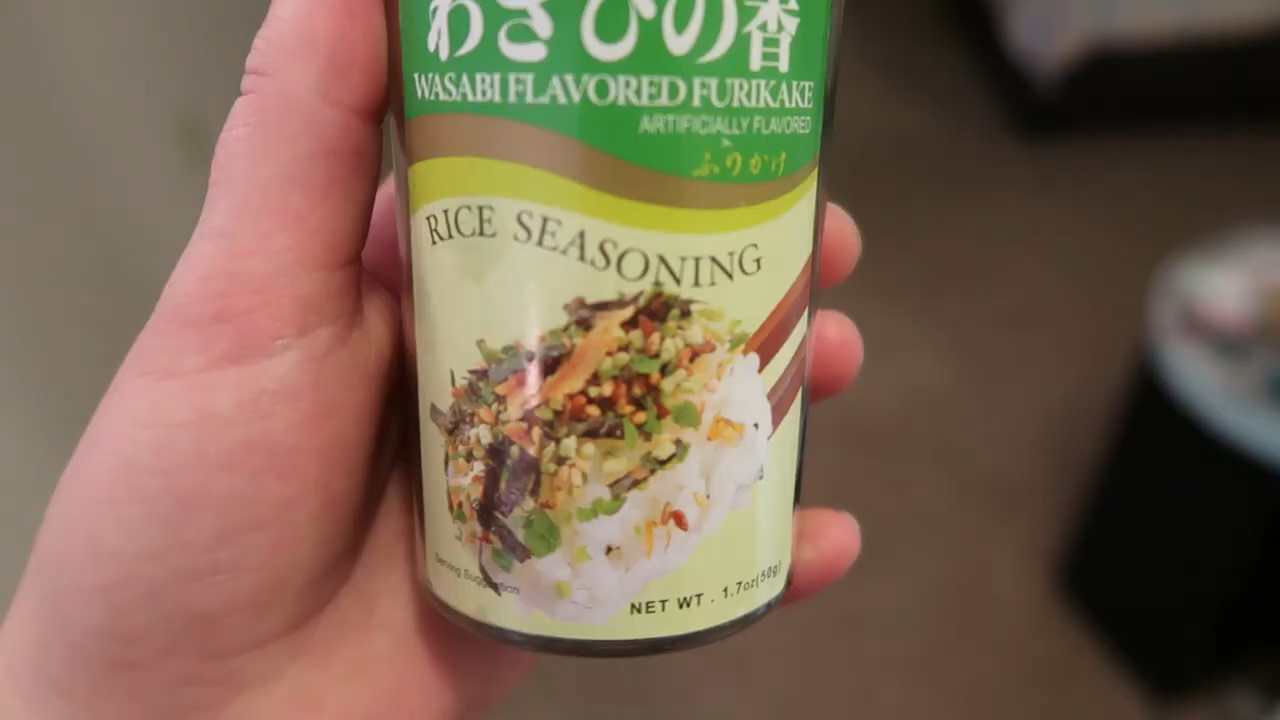 わさびの香
WASABI FLAVORED FURIKAKE
ARTIFICIALLY FLAVORED
ふりかけ
RICE SEASONING
Serving Suggestion
NET WT . 1.7oz(50g)